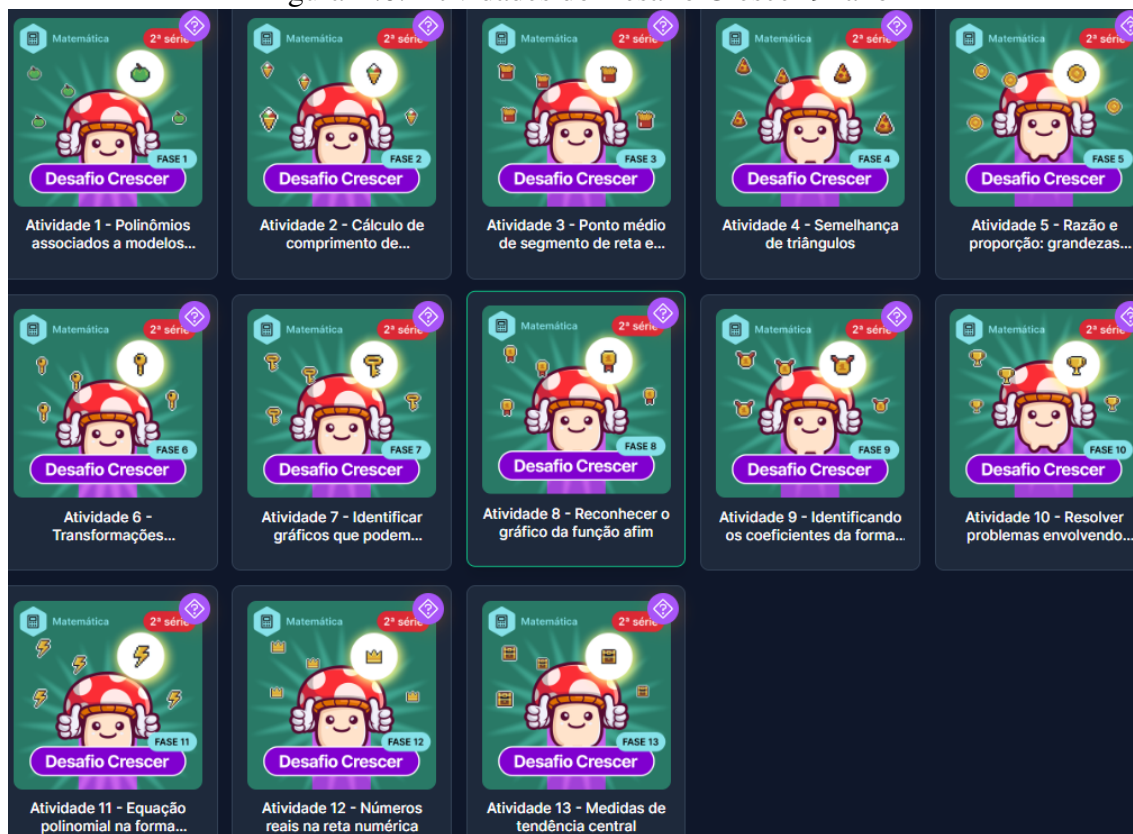 Matemática
2ª série
FASE 1
Desafio Crescer
Atividade 1 - Polinômios
associados a modelos...
Matemática
2ª série
FASE 2
Desafio Crescer
Atividade 2 - Cálculo de
comprimento de...
Matemática
2ª série
FASE 3
Desafio Crescer
Atividade 3 - Ponto médio
de segmento de reta e...
Matemática
2ª série
FASE 4
Desafio Crescer
Atividade 4 - Semelhança
de triângulos
Matemática
2ª série
FASE 5
Desafio Crescer
Atividade 5 - Razão e
proporção: grandezas...
Matemática
2ª série
FASE 6
Desafio Crescer
Atividade 6 -
Transformações...
Matemática
2ª série
FASE 7
Desafio Crescer
Atividade 7 - Identificar
gráficos que podem...
Matemática
2ª série
FASE 8
Desafio Crescer
Atividade 8 - Reconhecer o
gráfico da função afim
Matemática
2ª série
FASE 9
Desafio Crescer
Atividade 9 - Identificando
os coeficientes da forma...
Matemática
2ª série
FASE 10
Desafio Crescer
Atividade 10 - Resolver
problemas envolvendo...
Matemática
2ª série
FASE 11
Desafio Crescer
Atividade 11 - Equação
polinomial na forma...
Matemática
2ª série
FASE 12
Desafio Crescer
Atividade 12 - Números
reais na reta numérica
Matemática
2ª série
FASE 13
Desafio Crescer
Atividade 13 - Medidas de
tendência central